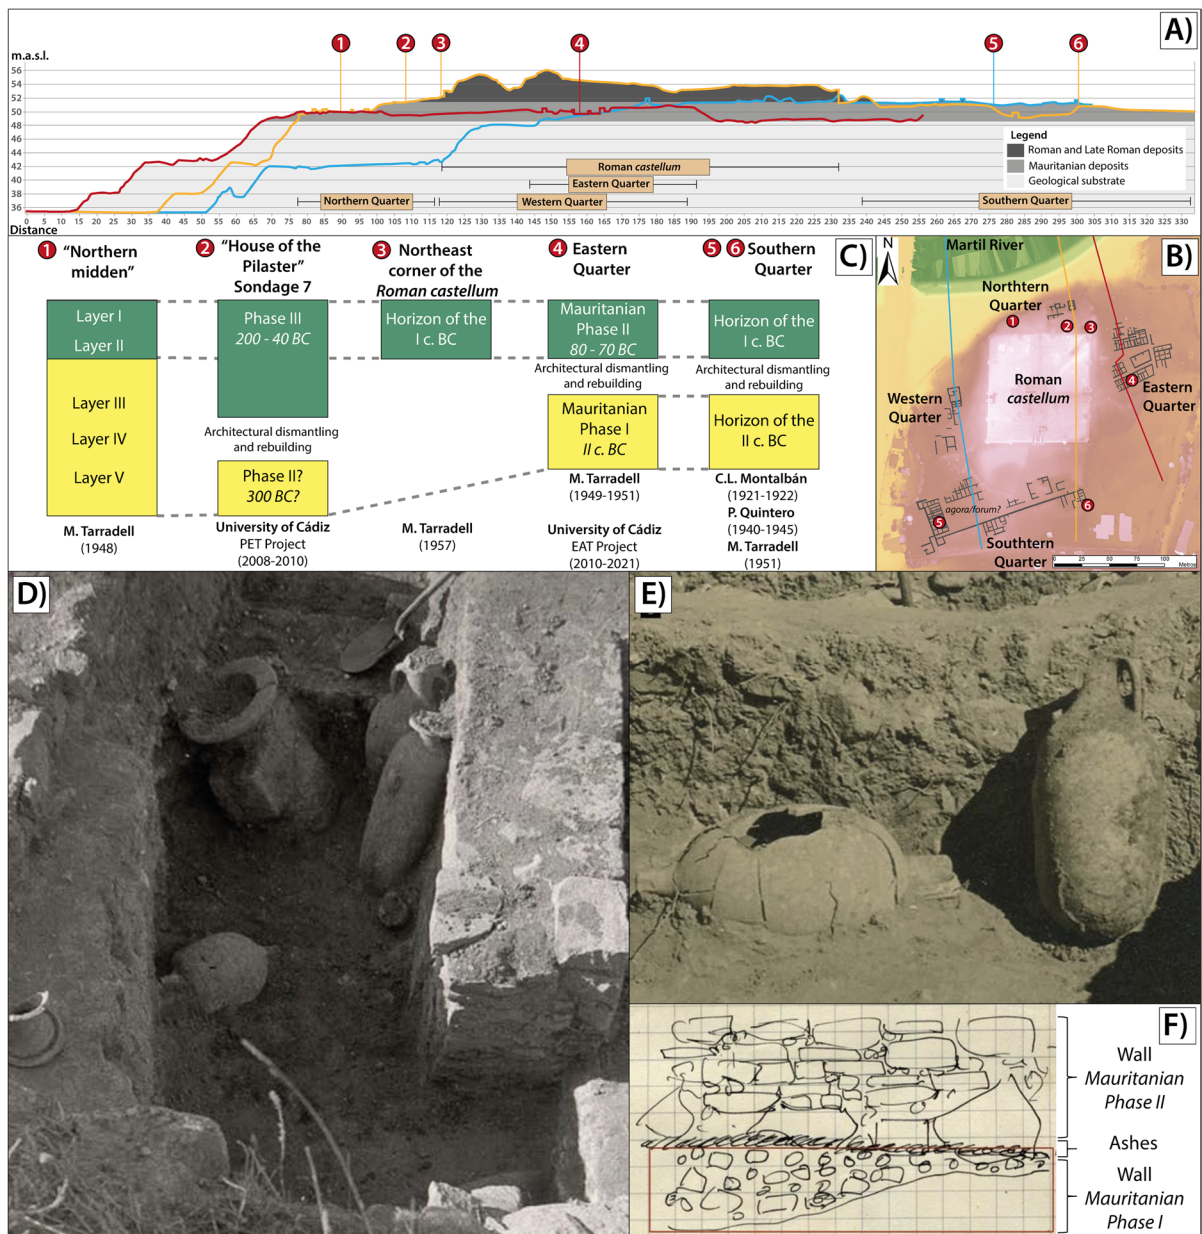 A)
1
2
3
4
5
6
m.a.s.l.
56
54
52
50
48
46
44
42
40
38
36
Legend
Roman and Late Roman deposits
Mauritanian deposits
Geological substrate
Roman castellum
Eastern Quarter
Northern Quarter
Western Quarter
Southern Quarter
0 5 10 15 20 25 30 35 40 45 50 55 60 65 70 75 80 85 90 95 100 105 110 115 120 125 130 135 140 145 150 155 160 165 170 175 180 185 190 195 200 205 210 215 220 225 230 235 240 245 250 255 260 265 270 275 280 285 290 295 300 305 310 315 320 325 330
Distance
C)
1 "Northern
midden"
Layer I
Layer II
Layer III
Layer IV
Layer V
M. Tarradell
(1948)
2 "House of the
Pilaster"
Sondage 7
Phase III
200 - 40 BC
Architectural dismantling
and rebuilding
Phase II?
300 BC?
University of Cádiz
PET Project
(2008-2010)
3 Northeast
corner of the
Roman castellum
Horizon of the
I c. BC
M. Tarradell
(1957)
4 Eastern
Quarter
Mauritanian
Phase II
80 - 70 BC
Architectural dismantling
and rebuilding
Mauritanian
Phase I
II c. BC
M. Tarradell
(1949-1951)
University of Cádiz
EAT Project
(2010-2021)
5 6 Southern
Quarter
Horizon of the
I c. BC
Architectural dismantling
and rebuilding
Horizon of the
II c. BC
C.L. Montalbán
(1921-1922)
P. Quintero
(1940-1945)
M. Tarradell
(1951)
B)
N
Martil River
Northtern
Quarter
1
2
3
Roman
castellum
4
Eastern
Quarter
Western
Quarter
agora/forum?
5
6
Southtern
Quarter
0 25 50 75 100
Metros
D)
E)
F)
Wall
Mauritanian
Phase II
Ashes
Wall
Mauritanian
Phase I